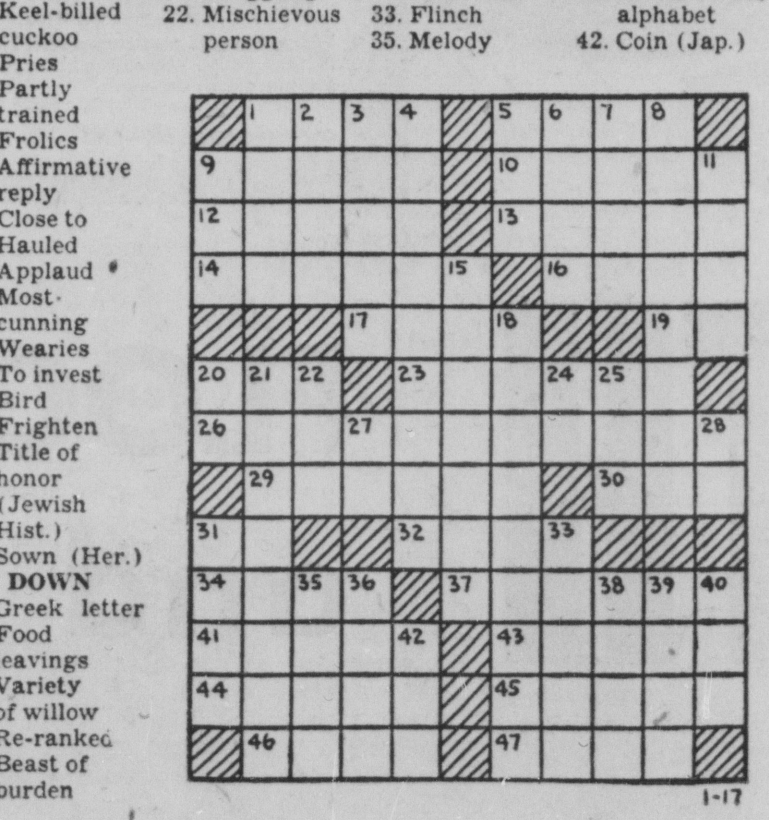 Keel-billed
cuckoo
Pries
Partly
trained
Frolics
Affirmative
reply
Close to
Hauled
Applaud
Most
cunning
Wearies
To invest
Bird
Frighten
Title of
honor
(Jewish
Hist.)
Sown (Her.)
DOWN
Greek letter
Food
eavings
Variety
of willow
Re-ranked
Beast of
burden
22. Mischievous
person
33. Flinch
35. Melody
alphabet
42. Coin (Jap.)
1 2 3 4 5 6 7 8
9 10 11
12 13
14 15 16
17 18 19
20 21 22 23 24 25
26 27 28
29 30
31 32 33
34 35 36 37 38 39 40
41 42 43
44 45
46 47
1-17